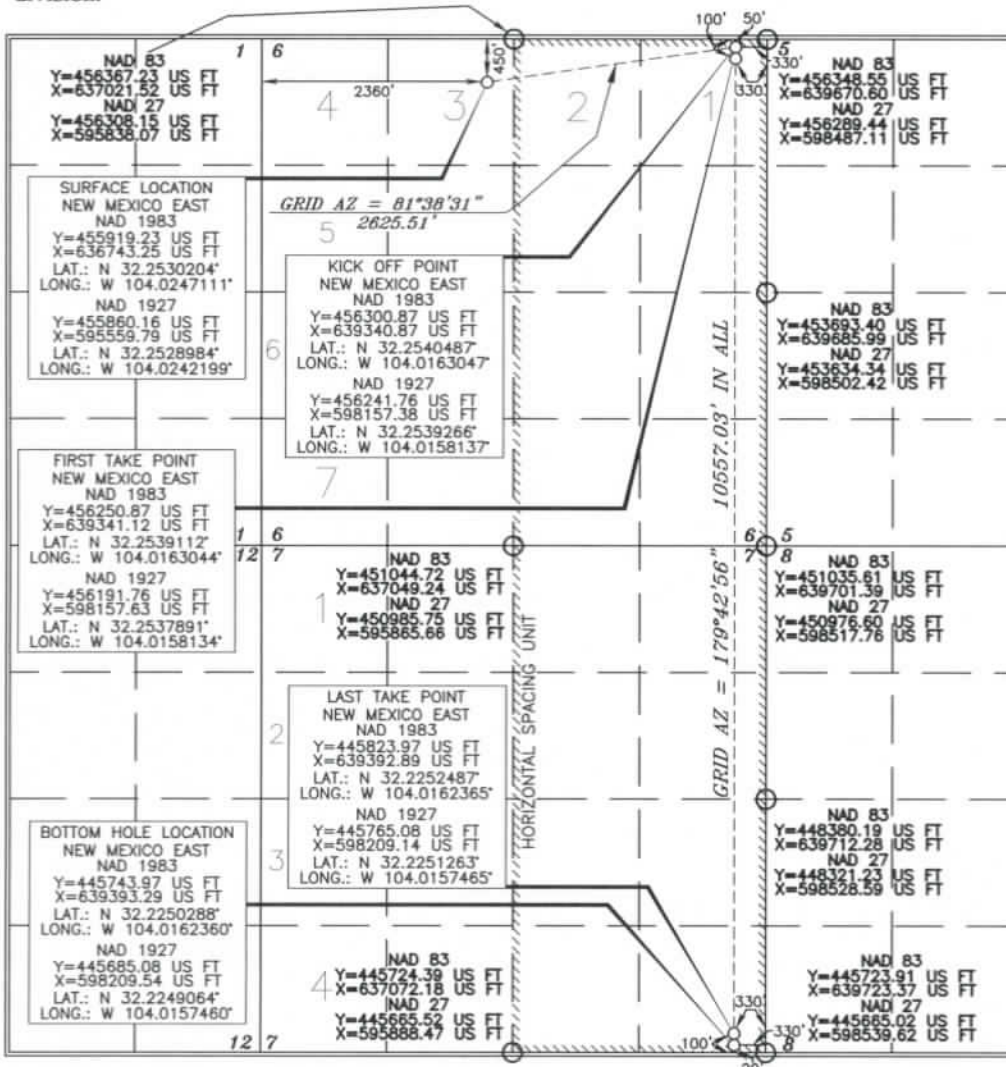 100' 50'
1 6
5
NAD 83
Y=456367.23 US FT
X=637021.52 US FT
NAD 27
Y=456308.15 US FT
X=595838.07 US FT
450'
2360'
4
3
2
1
330'
330'
NAD 83
Y=456348.55 US FT
X=639670.60 US FT
NAD 27
Y=456289.44 US FT
X=598487.11 US FT
SURFACE LOCATION
NEW MEXICO EAST
NAD 1983
Y=455919.23 US FT
X=636743.25 US FT
LAT.: N 32.2530204°
LONG.: W 104.0247111°
NAD 1927
Y=455860.16 US FT
X=595559.79 US FT
LAT.: N 32.2528984°
LONG.: W 104.0242199°
GRID AZ = 81°38'31"
2625.51'
5
KICK OFF POINT
NEW MEXICO EAST
NAD 1983
Y=456300.87 US FT
X=639340.87 US FT
LAT.: N 32.2540487°
LONG.: W 104.0163047°
NAD 1927
Y=456241.76 US FT
X=598157.38 US FT
LAT.: N 32.2539266°
LONG.: W 104.0158137°
6
NAD 83
Y=453693.40 US FT
X=639685.99 US FT
NAD 27
Y=453634.34 US FT
X=598502.42 US FT
FIRST TAKE POINT
NEW MEXICO EAST
NAD 1983
Y=456250.87 US FT
X=639341.12 US FT
LAT.: N 32.2539112°
LONG.: W 104.0163044°
NAD 1927
Y=456191.76 US FT
X=598157.63 US FT
LAT.: N 32.2537891°
LONG.: W 104.0158134°
7
1 6
12 7
6 5
7 8
NAD 83
Y=451044.72 US FT
X=637049.24 US FT
NAD 27
Y=450985.75 US FT
X=595865.66 US FT
1
NAD 83
Y=451035.61 US FT
X=639701.39 US FT
NAD 27
Y=450976.60 US FT
X=598517.76 US FT
HORIZONTAL SPACING UNIT
GRID AZ = 179°42'56" 10557.03' IN ALL
2
LAST TAKE POINT
NEW MEXICO EAST
NAD 1983
Y=445823.97 US FT
X=639392.89 US FT
LAT.: N 32.2252487°
LONG.: W 104.0162365°
NAD 1927
Y=445765.08 US FT
X=598209.14 US FT
LAT.: N 32.2251263°
LONG.: W 104.0157465°
3
BOTTOM HOLE LOCATION
NEW MEXICO EAST
NAD 1983
Y=445743.97 US FT
X=639393.29 US FT
LAT.: N 32.2250288°
LONG.: W 104.0162360°
NAD 1927
Y=445685.08 US FT
X=598209.54 US FT
LAT.: N 32.2249064°
LONG.: W 104.0157460°
NAD 83
Y=448380.19 US FT
X=639712.28 US FT
NAD 27
Y=448321.23 US FT
X=598528.59 US FT
4
NAD 83
Y=445724.39 US FT
X=637072.18 US FT
NAD 27
Y=445665.52 US FT
X=595888.47 US FT
NAD 83
Y=445723.91 US FT
X=639723.37 US FT
NAD 27
Y=445665.02 US FT
X=598539.62 US FT
330'
330'
100'
12 7
8